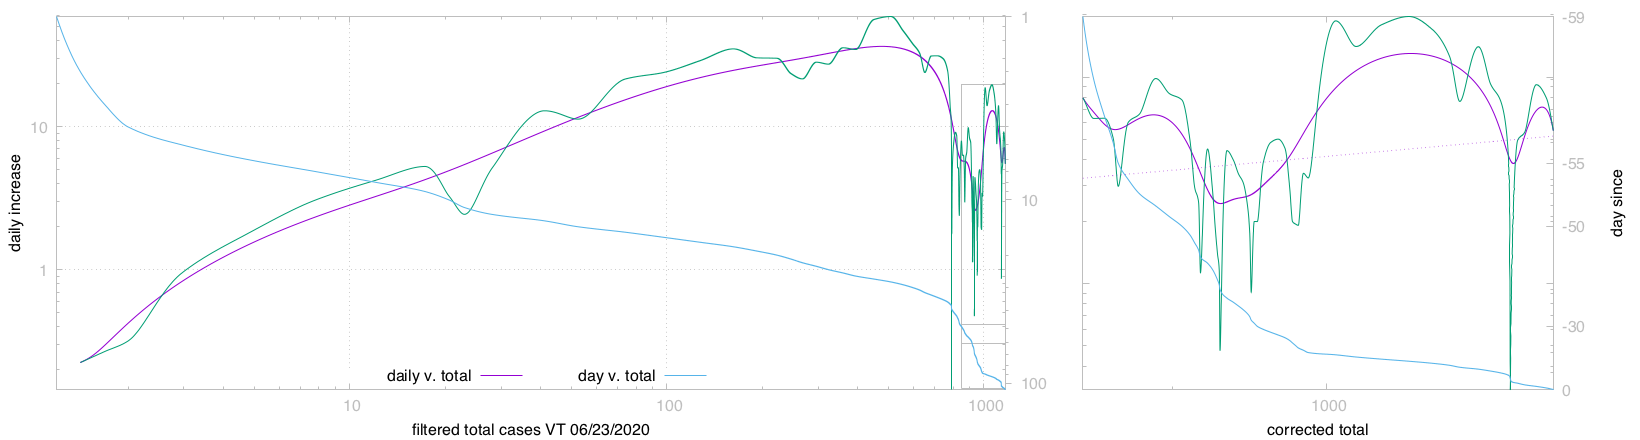 1
10
100
10
1
daily increase
daily v. total
day v. total
10
100
1000
filtered total cases VT 06/23/2020
-59
-55
-50
-30
0
day since
1000
corrected total